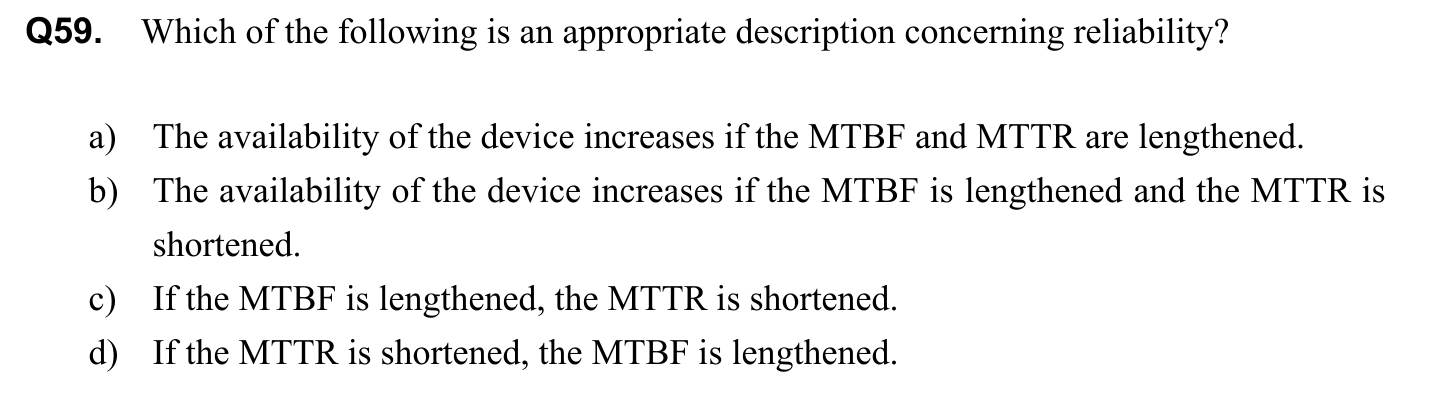 Q59. Which of the following is an appropriate description concerning reliability?
a) The availability of the device increases if the MTBF and MTTR are lengthened.
b) The availability of the device increases if the MTBF is lengthened and the MTTR is
shortened.
c) If the MTBF is lengthened, the MTTR is shortened.
d) If the MTTR is shortened, the MTBF is lengthened.